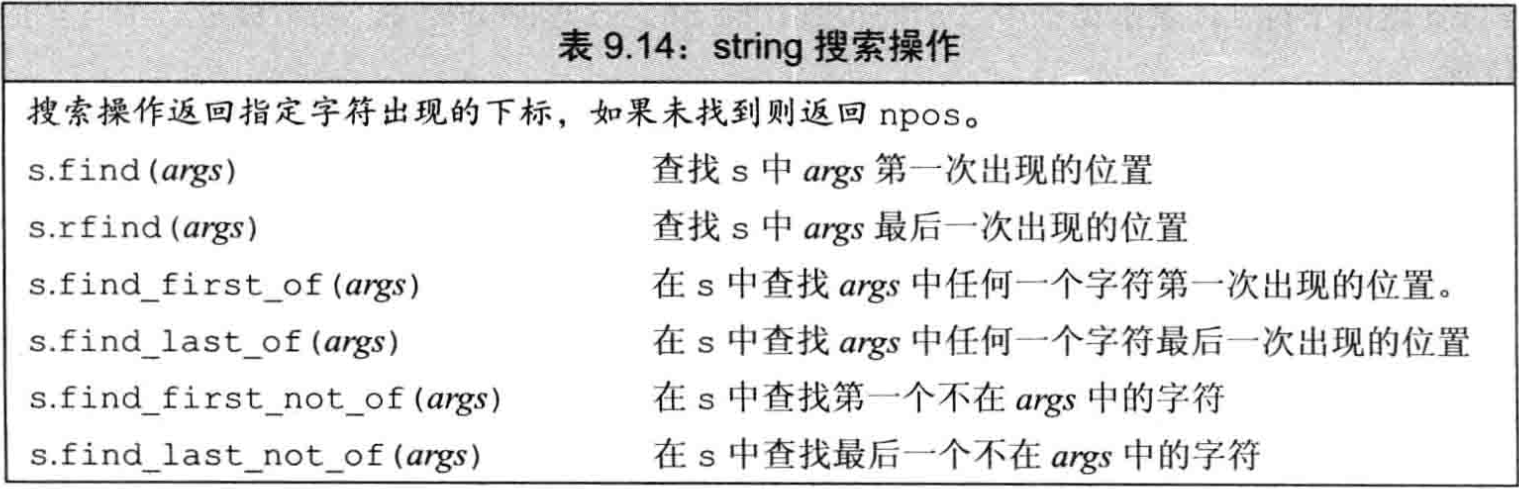 表 9.14：string 搜索操作
搜索操作返回指定字符出现的下标，如果未找到则返回 npos。
s.find(args) 查找 s 中 args 第一次出现的位置
s.rfind(args) 查找 s 中 args 最后一次出现的位置
s.find_first_of(args) 在 s 中查找 args 中任何一个字符第一次出现的位置。
s.find_last_of(args) 在 s 中查找 args 中任何一个字符最后一次出现的位置
s.find_first_not_of(args) 在 s 中查找第一个不在 args 中的字符
s.find_last_not_of(args) 在 s 中查找最后一个不在 args 中的字符